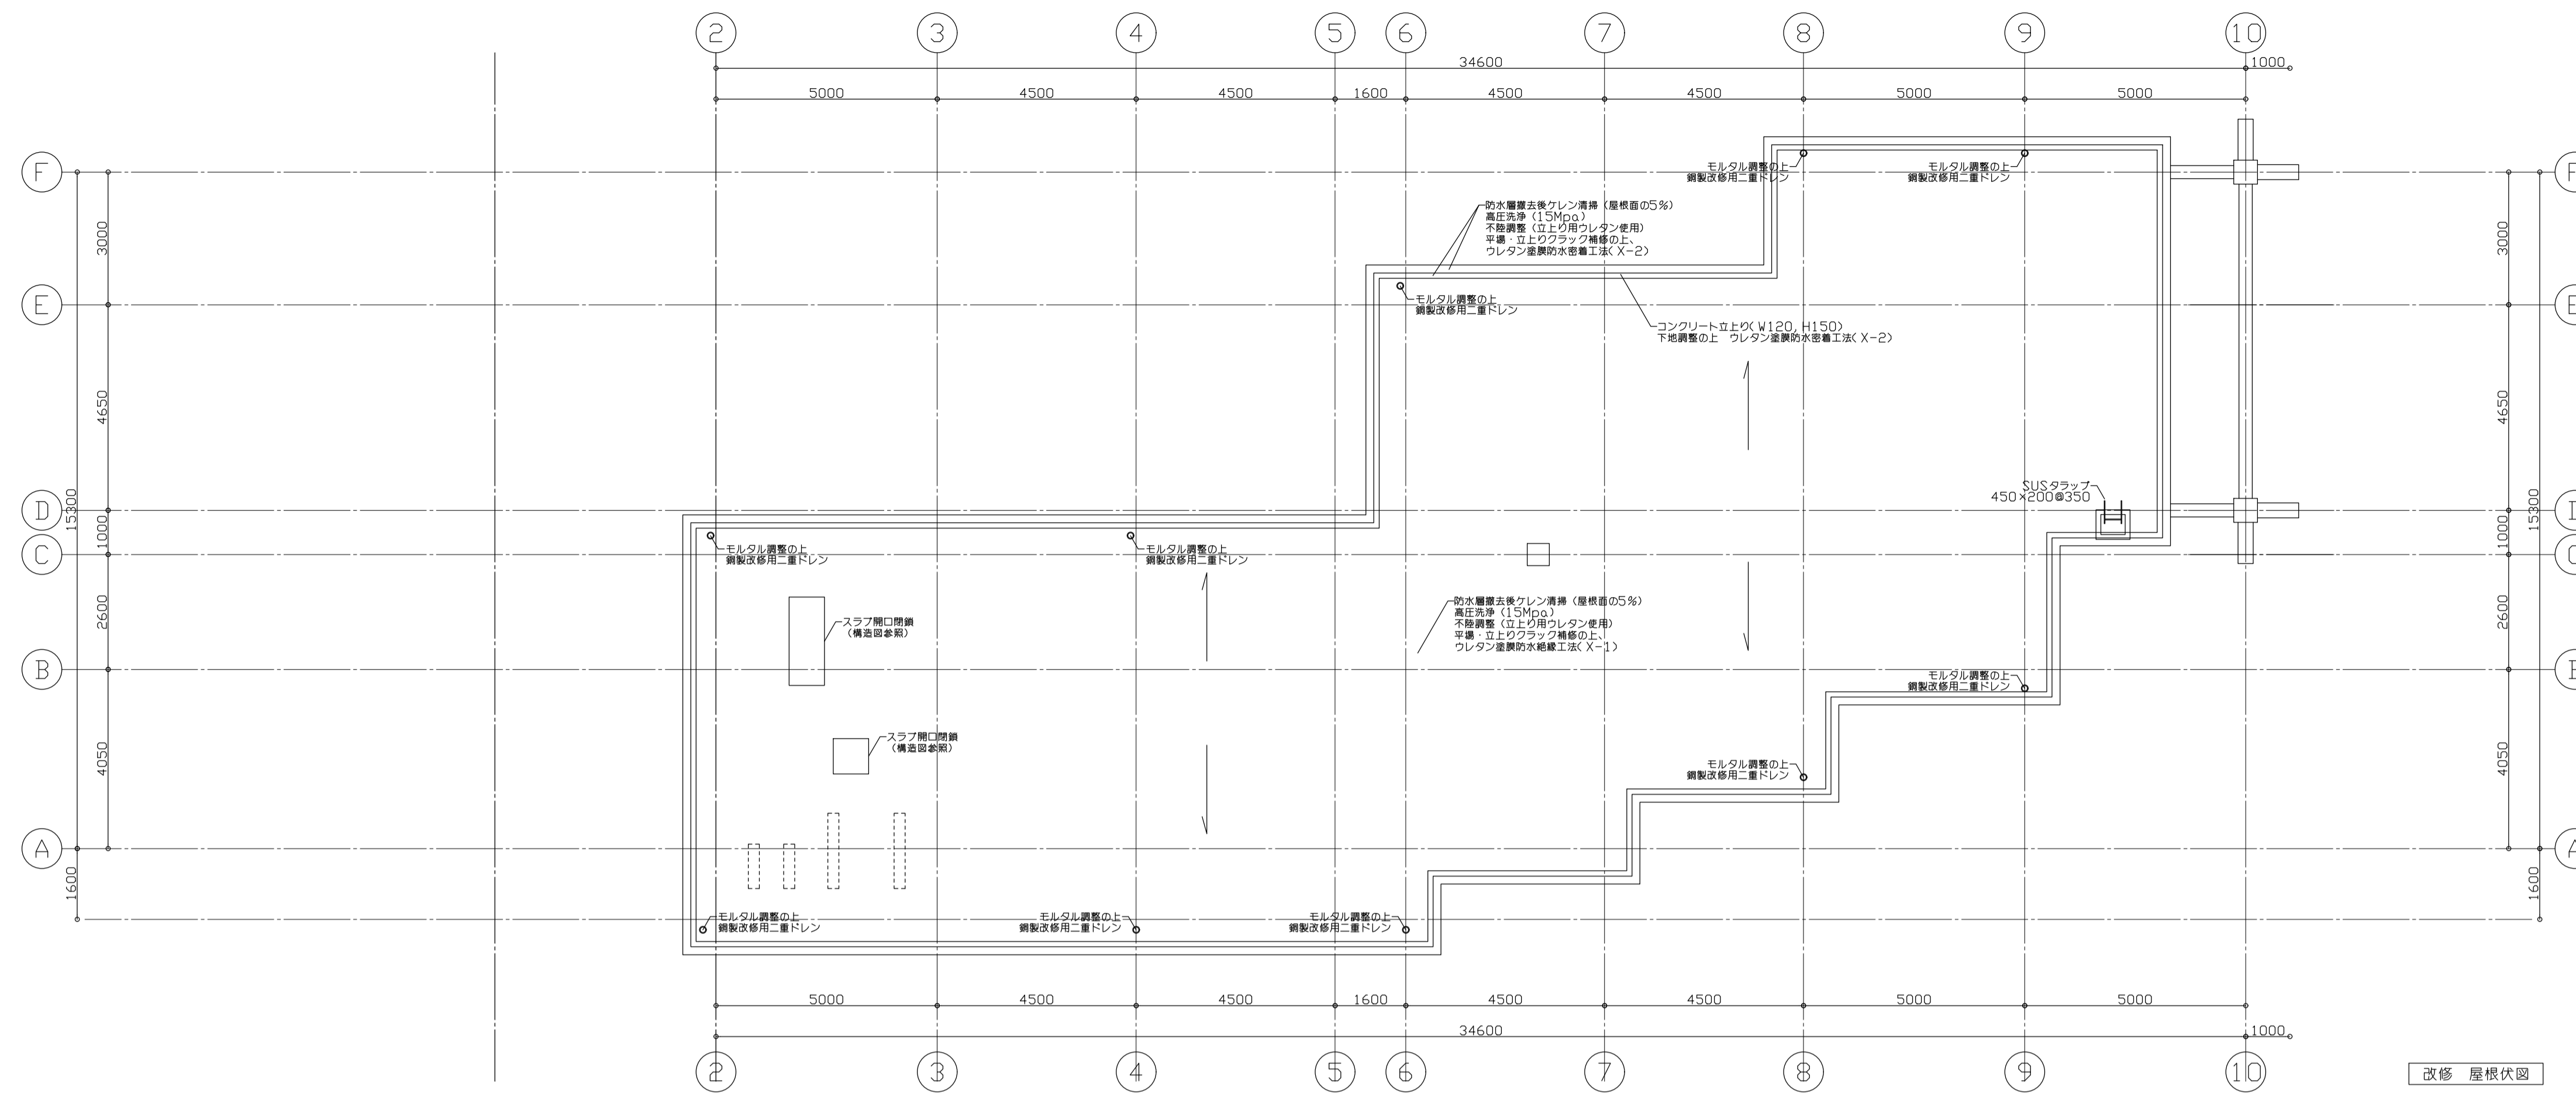 2 3 4 5 6 7 8 9 10
34600 1000
5000 4500 4500 1600 4500 4500 5000 5000
F
E
D
C
B
A
3000
4650
1000
2600
4050
15300
1600
モルタル調整の上
鋼製改修用二重ドレン
モルタル調整の上
鋼製改修用二重ドレン
防水層撤去後ケレン清掃（屋根面の5%）
高圧洗浄（15Mpa）
不陸調整（立上り用ウレタン使用）
平場・立上りクラック補修の上、
ウレタン塗膜防水密着工法(X-2)
モルタル調整の上
鋼製改修用二重ドレン
コンクリート立上り(W120, H150)
下地調整の上　ウレタン塗膜防水密着工法(X-2)
SUSタラップ
450×200@350
モルタル調整の上
鋼製改修用二重ドレン
モルタル調整の上
鋼製改修用二重ドレン
スラブ開口閉鎖
（構造図参照）
防水層撤去後ケレン清掃（屋根面の5%）
高圧洗浄（15Mpa）
不陸調整（立上り用ウレタン使用）
平場・立上りクラック補修の上、
ウレタン塗膜防水絶縁工法(X-1)
モルタル調整の上
鋼製改修用二重ドレン
スラブ開口閉鎖
（構造図参照）
モルタル調整の上
鋼製改修用二重ドレン
モルタル調整の上
鋼製改修用二重ドレン
モルタル調整の上
鋼製改修用二重ドレン
モルタル調整の上
鋼製改修用二重ドレン
3000
4650
1000
2600
4050
15300
1600
F
E
D
C
B
A
5000 4500 4500 1600 4500 4500 5000 5000
34600 1000
2 3 4 5 6 7 8 9 10
改修　屋根伏図